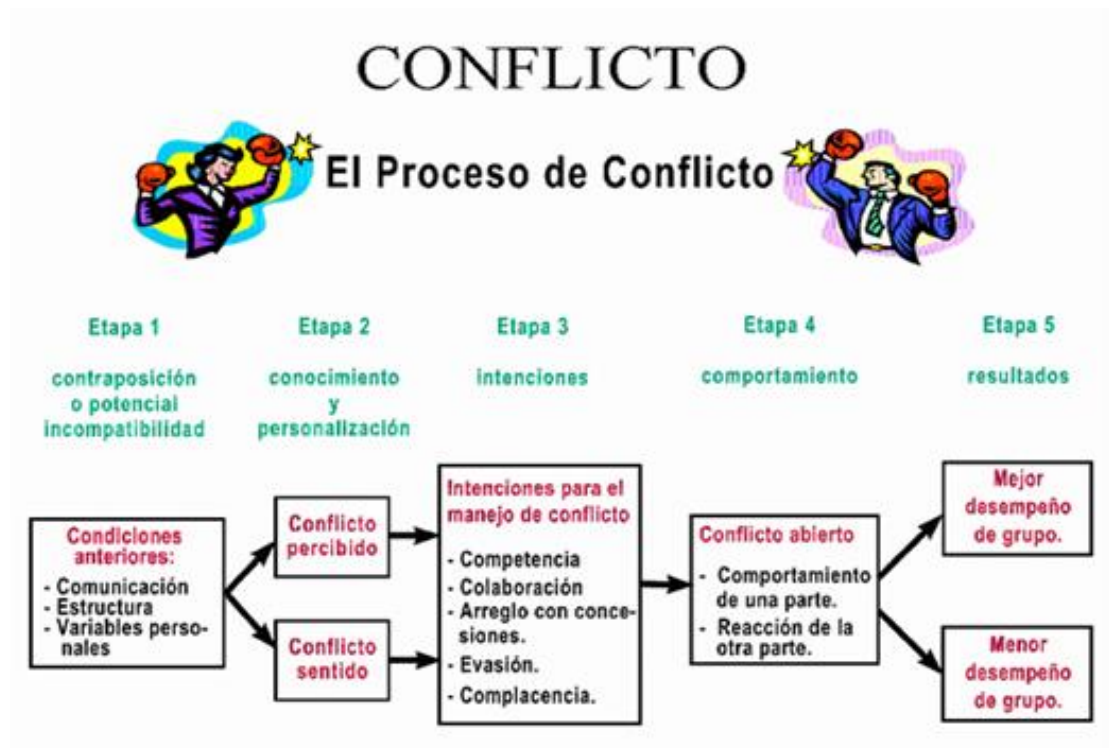 CONFLICTO
El Proceso de Conflicto
Etapa 1
contraposición
o potencial
incompatibilidad
Etapa 2
conocimiento
y
personalización
Etapa 3
intenciones
Etapa 4
comportamiento
Etapa 5
resultados
Condiciones
anteriores:
- Comunicación
- Estructura
- Variables perso-
nales
Conflicto
percibido
Conflicto
sentido
Intenciones para el
manejo de conflicto
- Competencia
- Colaboración
- Arreglo con conce-
siones.
- Evasión.
- Complacencia.
Conflicto abierto
- Comportamiento
de una parte.
- Reacción de la
otra parte.
Mejor
desempeño
de grupo.
Menor
desempeño
de grupo.